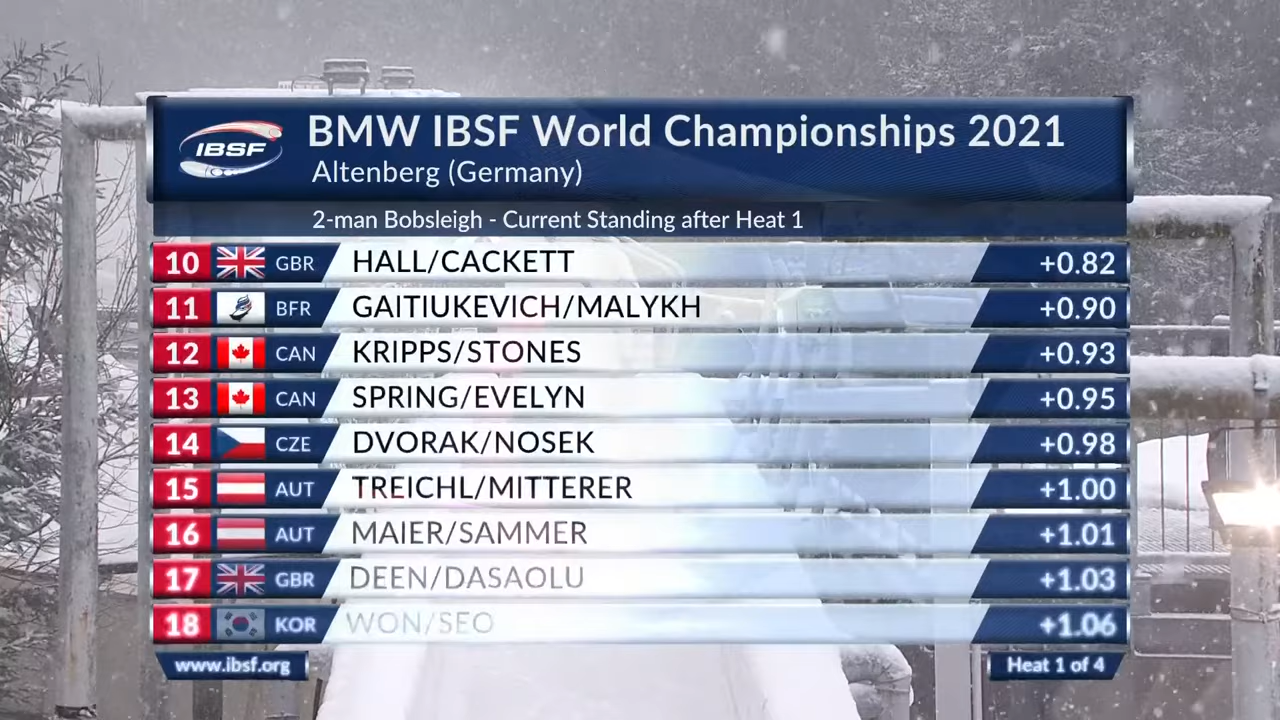 IBSF
BMW IBSF World Championships 2021
Altenberg (Germany)
2-man Bobsleigh - Current Standing after Heat 1
10 GBR HALL/CACKETT +0.82
11 BFR GAITIUKEVICH/MALYKH +0.90
12 CAN KRIPPS/STONES +0.93
13 CAN SPRING/EVELYN +0.95
14 CZE DVORAK/NOSEK +0.98
15 AUT TREICHL/MITTERER +1.00
16 AUT MAIER/SAMMER +1.01
17 GBR DEEN/DASAOLU +1.03
18 KOR WON/SEO +1.06
www.ibsf.org Heat 1 of 4